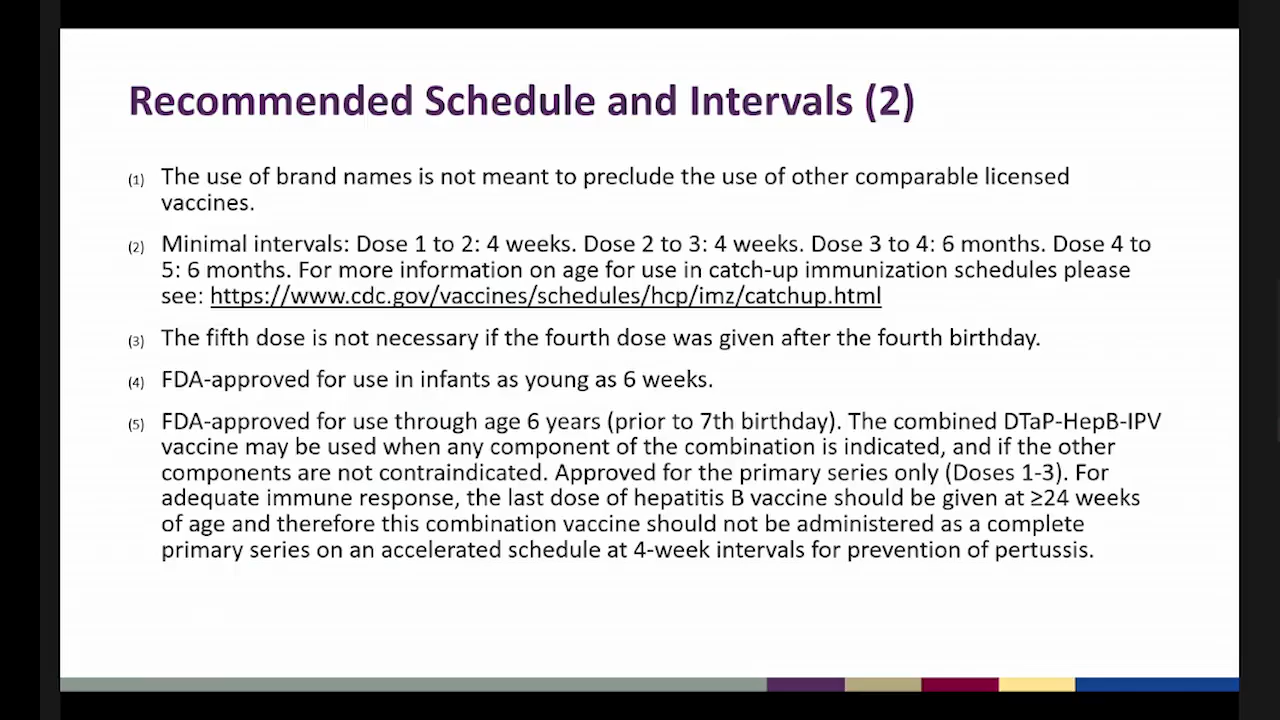 Recommended Schedule and Intervals (2)
(1) The use of brand names is not meant to preclude the use of other comparable licensed
vaccines.
(2) Minimal intervals: Dose 1 to 2: 4 weeks. Dose 2 to 3: 4 weeks. Dose 3 to 4: 6 months. Dose 4 to
5: 6 months. For more information on age for use in catch-up immunization schedules please
see: https://www.cdc.gov/vaccines/schedules/hcp/imz/catchup.html
(3) The fifth dose is not necessary if the fourth dose was given after the fourth birthday.
(4) FDA-approved for use in infants as young as 6 weeks.
(5) FDA-approved for use through age 6 years (prior to 7th birthday). The combined DTaP-HepB-IPV
vaccine may be used when any component of the combination is indicated, and if the other
components are not contraindicated. Approved for the primary series only (Doses 1-3). For
adequate immune response, the last dose of hepatitis B vaccine should be given at ≥24 weeks
of age and therefore this combination vaccine should not be administered as a complete
primary series on an accelerated schedule at 4-week intervals for prevention of pertussis.